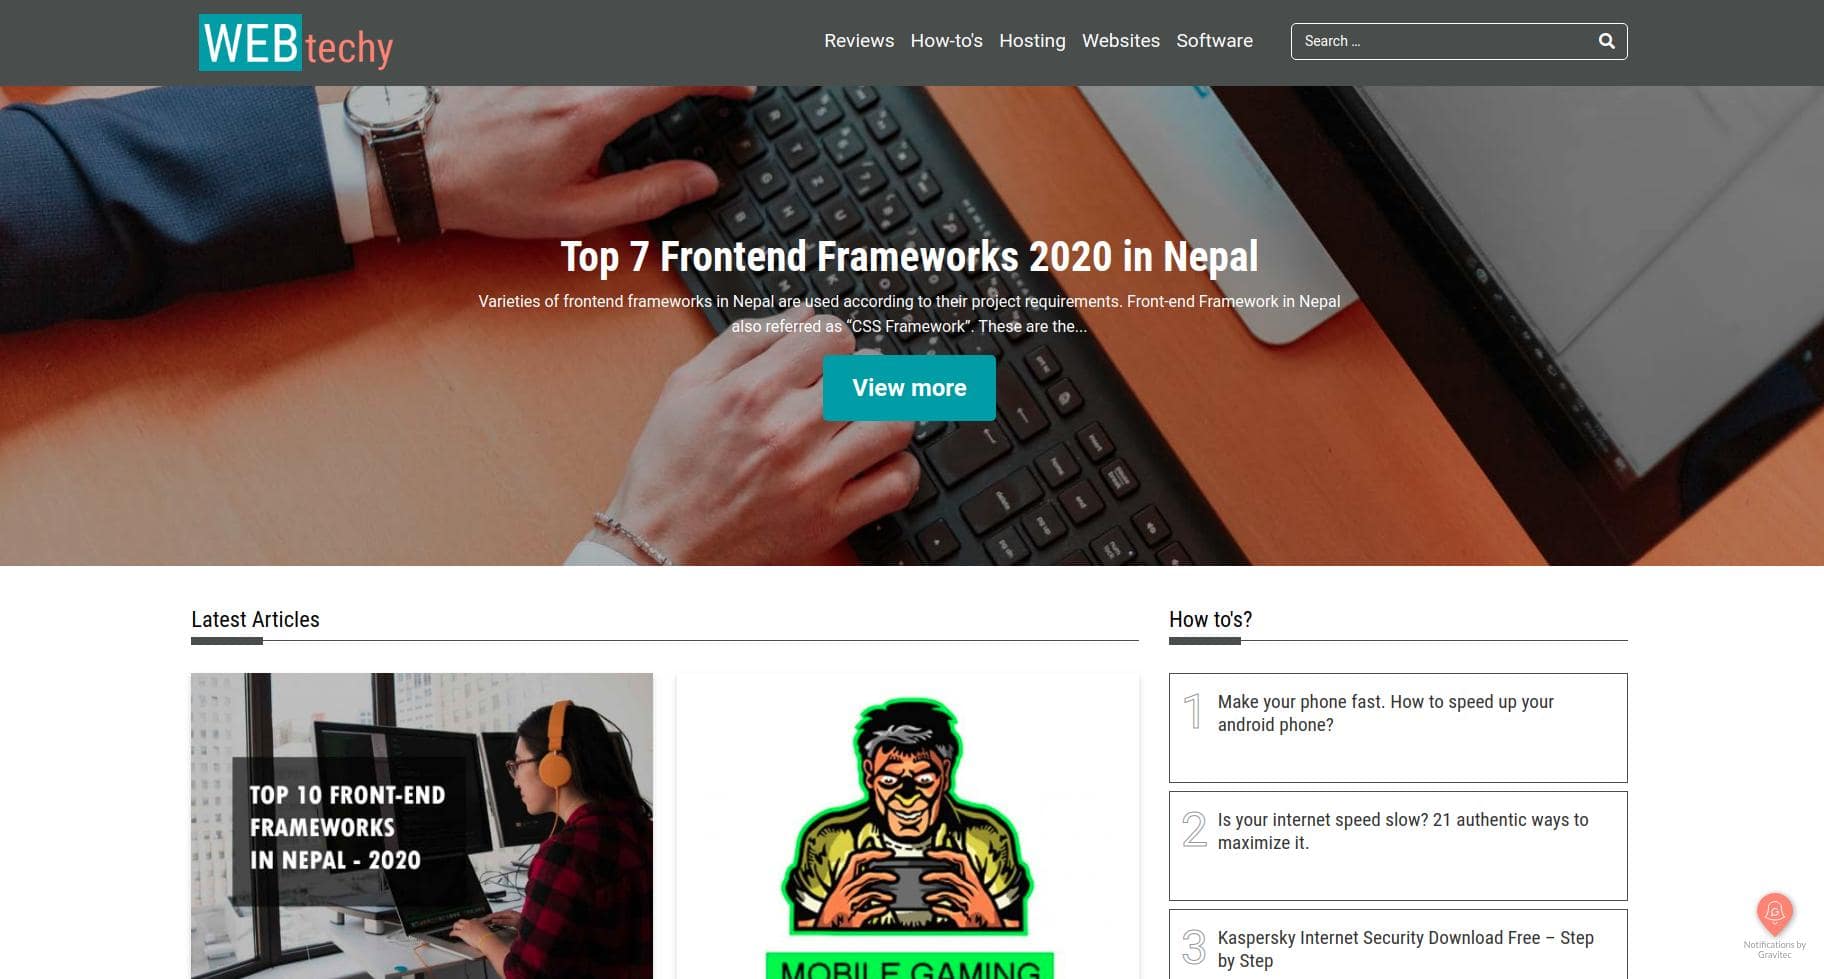 WEB techy
Reviews How-to's Hosting Websites Software
Search ...
Top 7 Frontend Frameworks 2020 in Nepal
Varieties of frontend frameworks in Nepal are used according to their project requirements. Front-end Framework in Nepal
also referred as “CSS Framework”. These are the...
View more
Latest Articles
How to's?
TOP 10 FRONT-END
FRAMEWORKS
IN NEPAL - 2020
MOBILE GAMING
1 Make your phone fast. How to speed up your
android phone?
2 Is your internet speed slow? 21 authentic ways to
maximize it.
3 Kaspersky Internet Security Download Free – Step
by Step
Notifications by
Gravitec